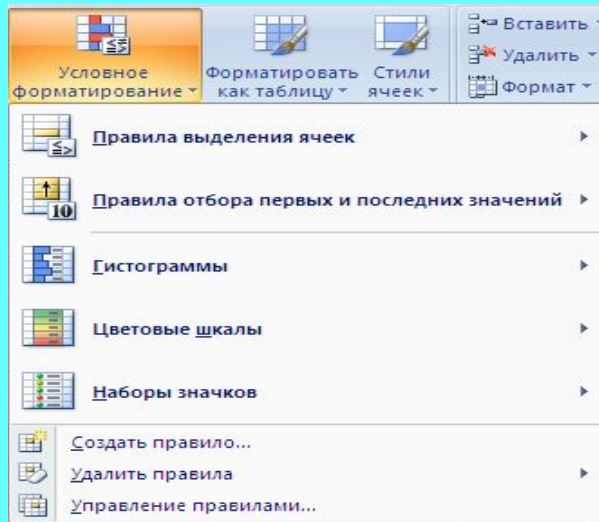 Условное форматирование
Форматировать как таблицу
Стили ячеек
Вставить
Удалить
Формат
Правила выделения ячеек
10
Правила отбора первых и последних значений
Гистограммы
Цветовые шкалы
Наборы значков
Создать правило...
Удалить правила
Управление правилами...